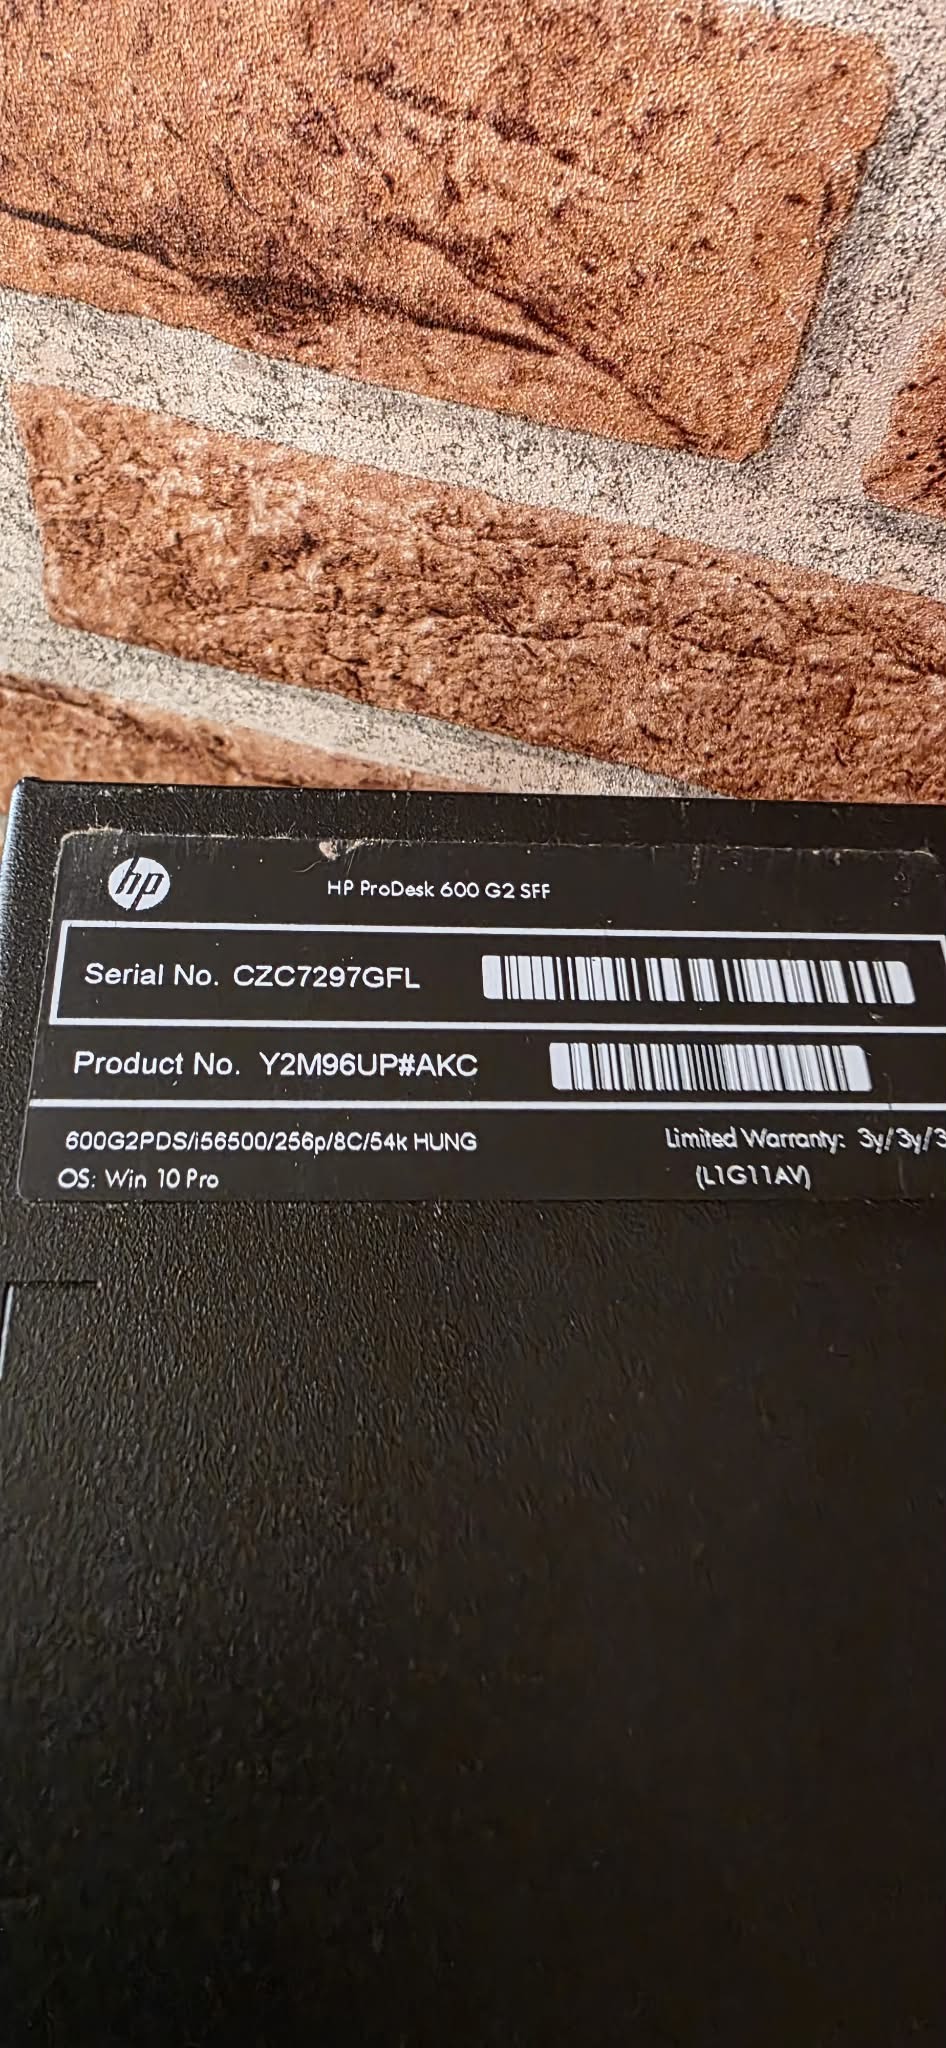 hp
HP ProDesk 600 G2 SFF
Serial No. CZC7297GFL
Product No. Y2M96UP#AKC
600G2PDS/i56500/256p/8C/54k HUNG
Limited Warranty: 3y/3y/3
OS: Win 10 Pro
(L1G11AV)